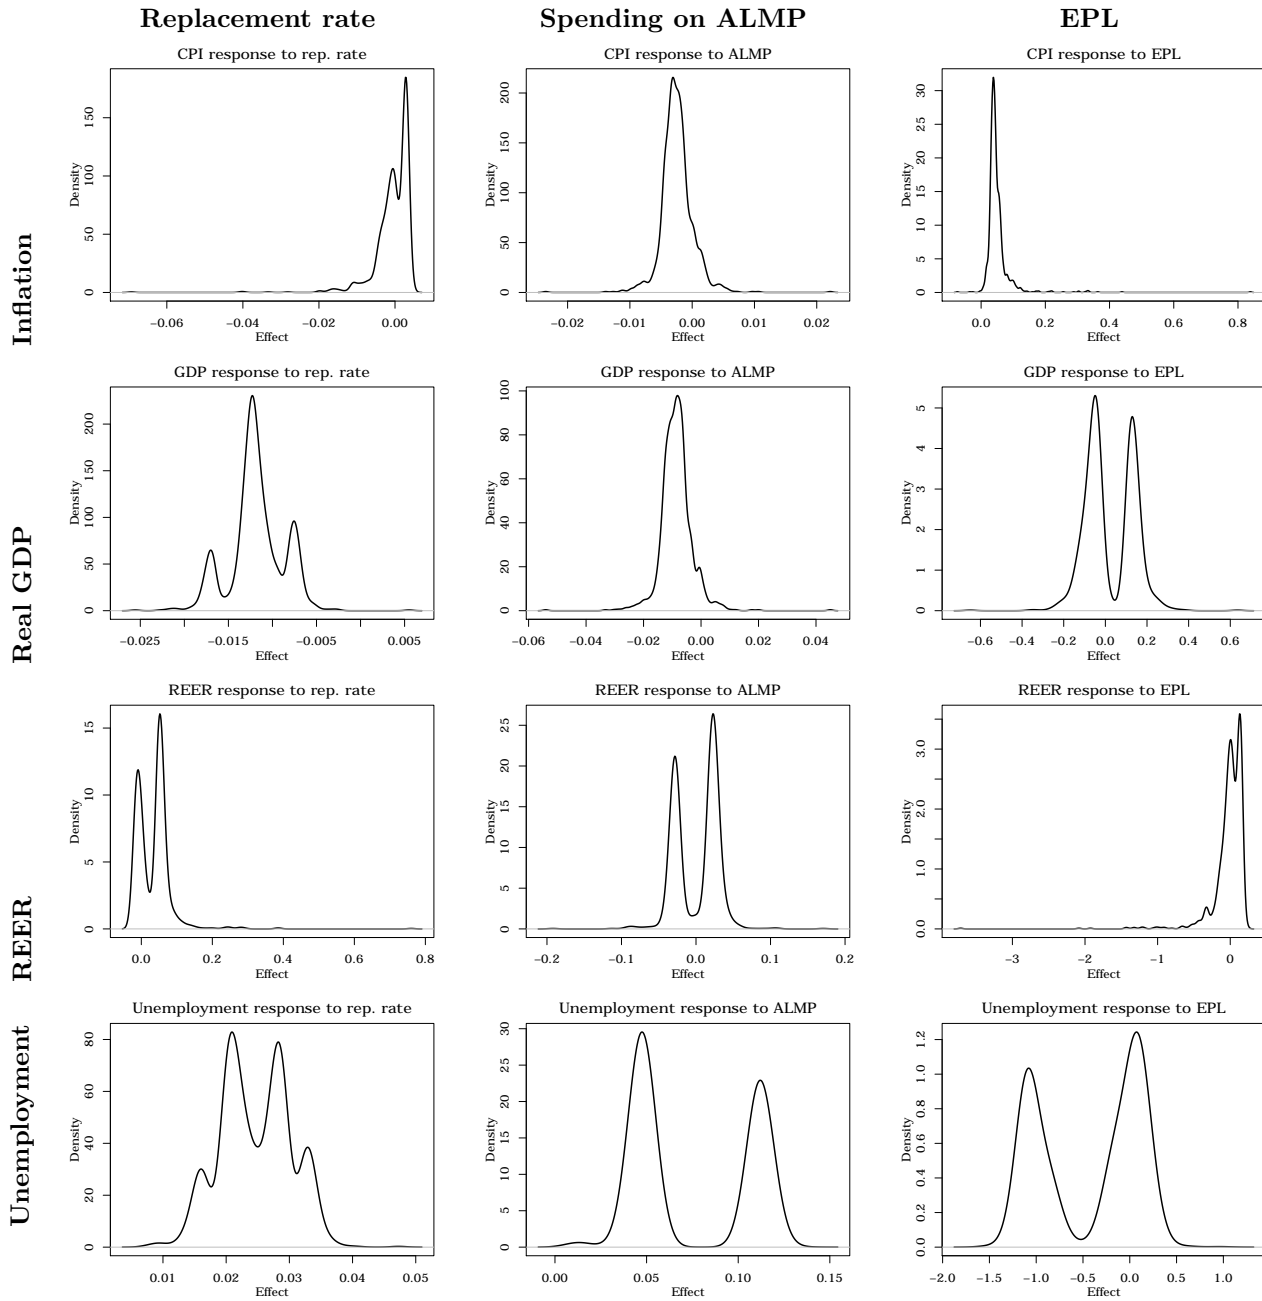 Replacement rate Spending on ALMP EPL
Inflation
CPI response to rep. rate
Density
0 50 100 150
−0.06 −0.04 −0.02 0.00
Effect
CPI response to ALMP
Density
0 50 100 150 200
−0.02 −0.01 0.00 0.01 0.02
Effect
CPI response to EPL
Density
0 5 10 15 20 25 30
0.0 0.2 0.4 0.6 0.8
Effect
Real GDP
GDP response to rep. rate
Density
0 50 100 150 200
−0.025 −0.015 −0.005 0.005
Effect
GDP response to ALMP
Density
0 20 40 60 80 100
−0.06 −0.04 −0.02 0.00 0.02 0.04
Effect
GDP response to EPL
Density
0 1 2 3 4 5
−0.6 −0.4 −0.2 0.0 0.2 0.4 0.6
Effect
REER
REER response to rep. rate
Density
0 5 10 15
0.0 0.2 0.4 0.6 0.8
Effect
REER response to ALMP
Density
0 5 10 15 20 25
−0.2 −0.1 0.0 0.1 0.2
Effect
REER response to EPL
Density
0.0 1.0 2.0 3.0
−3 −2 −1 0
Effect
Unemployment
Unemployment response to rep. rate
Density
0 20 40 60 80
0.01 0.02 0.03 0.04 0.05
Effect
Unemployment response to ALMP
Density
0 5 10 15 20 25 30
0.00 0.05 0.10 0.15
Effect
Unemployment response to EPL
Density
0.0 0.2 0.4 0.6 0.8 1.0 1.2
−2.0 −1.5 −1.0 −0.5 0.0 0.5 1.0
Effect